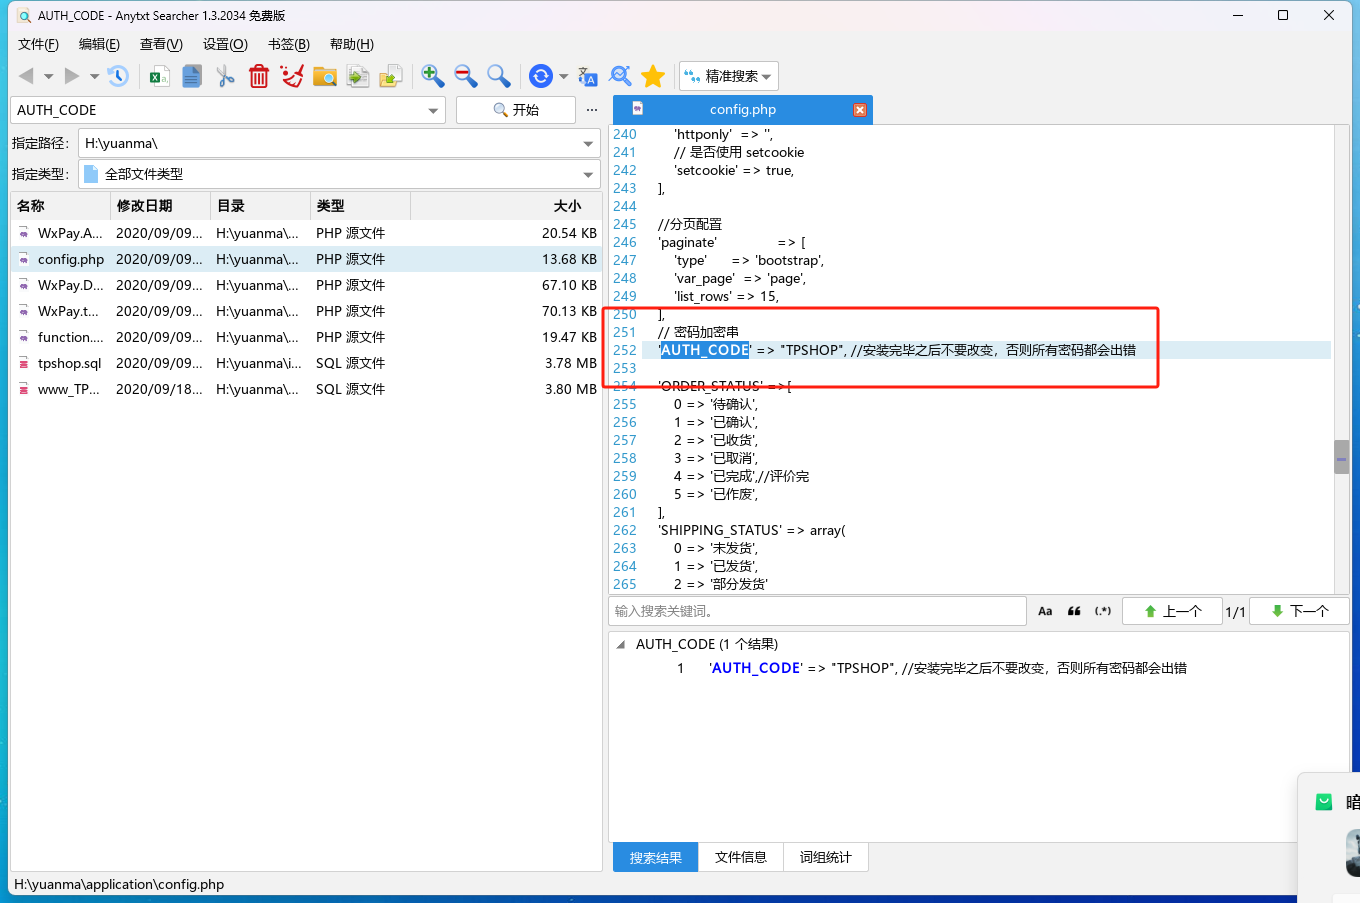 AUTH_CODE - Anytxt Searcher 1.3.2034 免费版
文件(F) 编辑(E) 查看(V) 设置(O) 书签(B) 帮助(H)
精准搜索
AUTH_CODE
开始
...
指定路径:
H:\yuanma\
指定类型:
全部文件类型
名称 修改日期 目录 类型 大小
WxPay.A... 2020/09/09... H:\yuanma\... PHP 源文件 20.54 KB
config.php 2020/09/09... H:\yuanma\... PHP 源文件 13.68 KB
WxPay.D... 2020/09/09... H:\yuanma\... PHP 源文件 67.10 KB
WxPay.t... 2020/09/09... H:\yuanma\... PHP 源文件 70.13 KB
function.... 2020/09/09... H:\yuanma\... PHP 源文件 19.47 KB
tpshop.sql 2020/09/09... H:\yuanma\i... SQL 源文件 3.78 MB
www_TP... 2020/09/18... H:\yuanma\... SQL 源文件 3.80 MB
config.php
240 'httponly' => '',
241 // 是否使用 setcookie
242 'setcookie' => true,
243 ],
244
245 //分页配置
246 'paginate' => [
247 'type' => 'bootstrap',
248 'var_page' => 'page',
249 'list_rows' => 15,
250 ],
251 // 密码加密串
252 'AUTH_CODE' => "TPSHOP", //安装完毕之后不要改变，否则所有密码都会出错
253
254 'ORDER_STATUS' =>[
255 0 => '待确认',
256 1 => '已确认',
257 2 => '已收货',
258 3 => '已取消',
259 4 => '已完成',//评价完
260 5 => '已作废',
261 ],
262 'SHIPPING_STATUS' => array(
263 0 => '未发货',
264 1 => '已发货',
265 2 => '部分发货'
输入搜索关键词。
Aa
(.*)
上一个
1/1
下一个
AUTH_CODE (1 个结果)
1 'AUTH_CODE' => "TPSHOP", //安装完毕之后不要改变，否则所有密码都会出错
搜索结果 文件信息 词组统计
暗
H:\yuanma\application\config.php